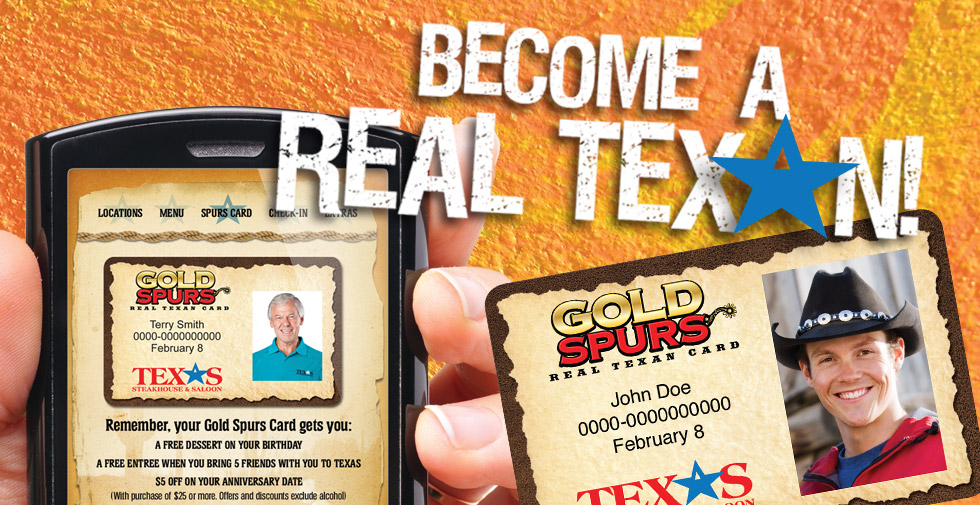 BECOME A
REAL TEXAN!
LOCATIONS MENU SPURS CARD CHECK-IN EXTRAS
GOLD
SPURS
REAL TEXAN CARD
Terry Smith
0000-0000000000
February 8
TEXAS
STEAKHOUSE & SALOON
Remember, your Gold Spurs Card gets you:
A FREE DESSERT ON YOUR BIRTHDAY
A FREE ENTREE WHEN YOU BRING 5 FRIENDS WITH YOU TO TEXAS
$5 OFF ON YOUR ANNIVERSARY DATE
(With purchase of $25 or more. Offers and discounts exclude alcohol)
GOLD
SPURS
REAL TEXAN CARD
John Doe
0000-0000000000
February 8
TEXAS